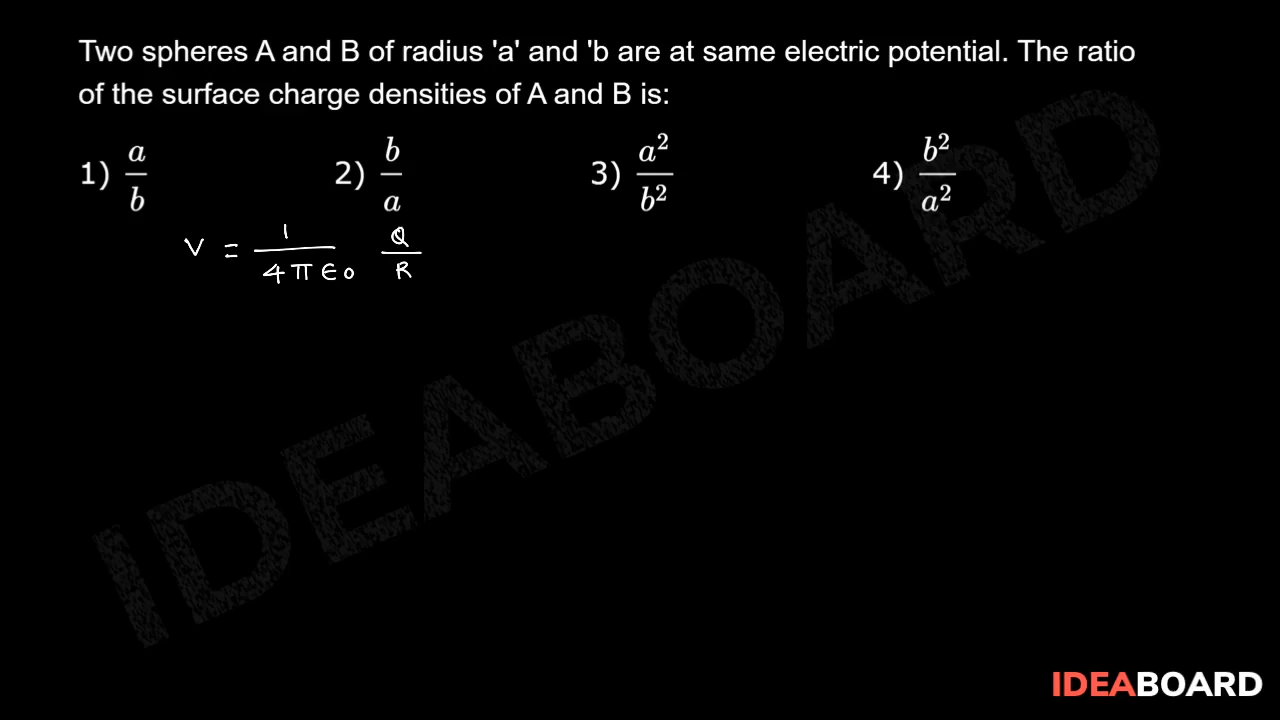 Two spheres A and B of radius 'a' and 'b are at same electric potential. The ratio
of the surface charge densities of A and B is:
1) a/b 2) b/a 3) a²/b² 4) b²/a²
V = 1/4πϵ0 Q/R
IDEABOARD
IDEABOARD